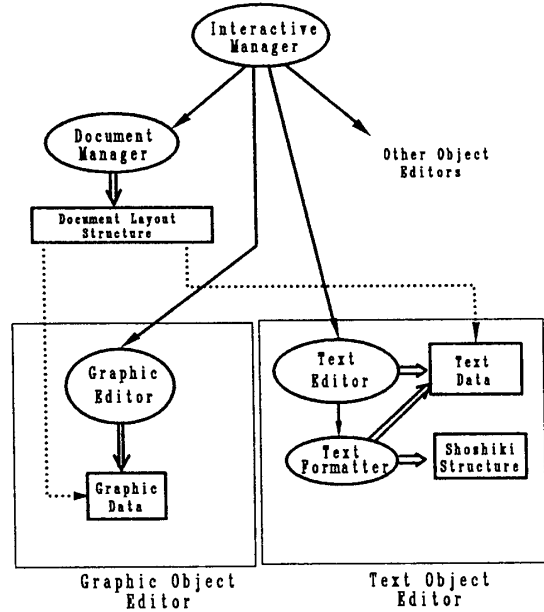 Interactive
Manager
Document
Manager
Other Object
Editors
Document Layout
Structure
Graphic
Editor
Text
Editor
Text
Data
Text
Formatter
Shoshiki
Structure
Graphic
Data
Graphic Object
Editor
Text Object
Editor